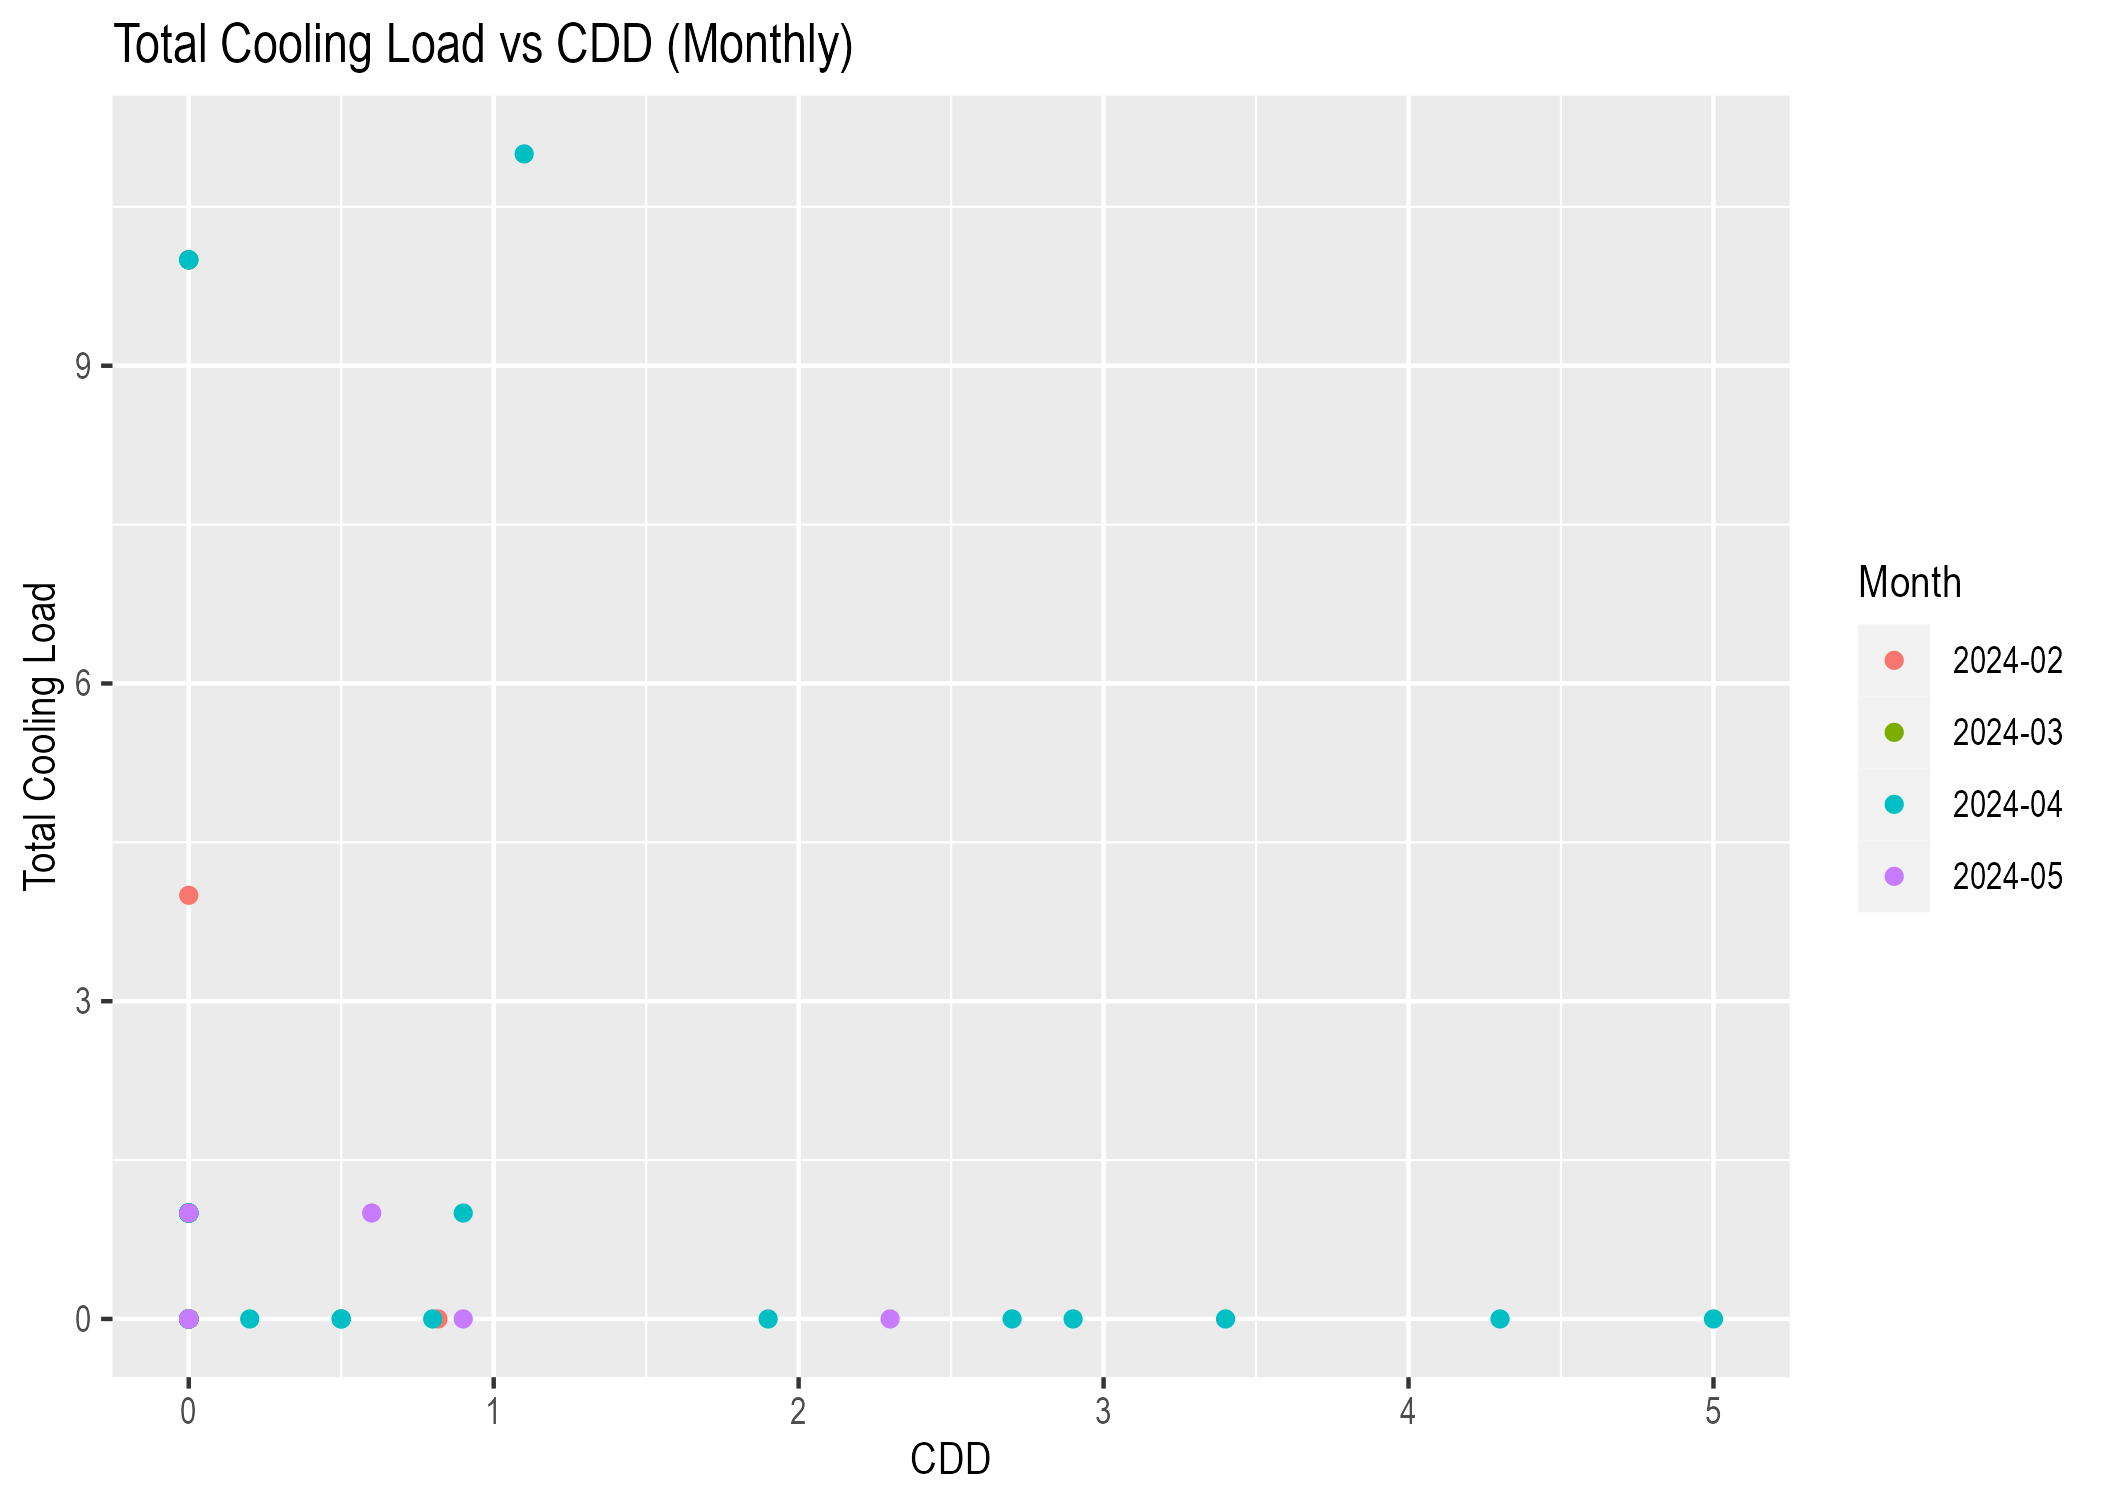 Total Cooling Load vs CDD (Monthly)
Total Cooling Load
9
6
3
0
0 1 2 3 4 5
CDD
Month
2024-02
2024-03
2024-04
2024-05